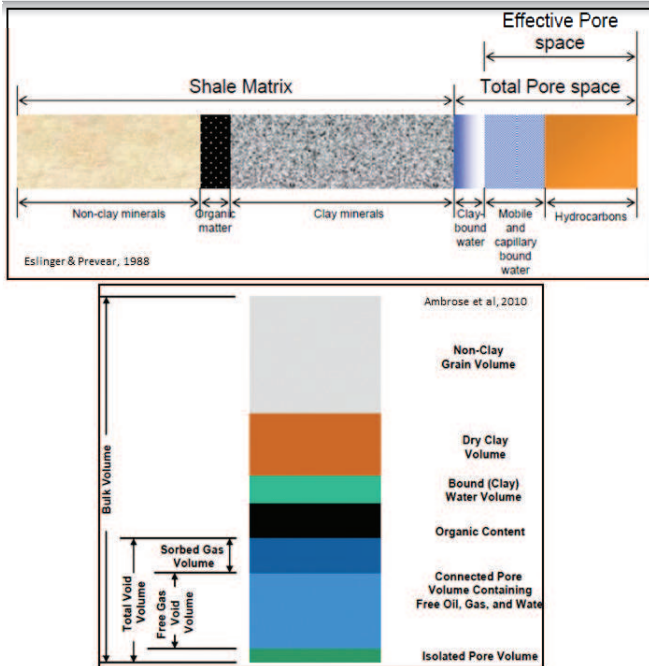 Effective Pore
space
Shale Matrix
Total Pore space
Non-clay minerals
Organic
matter
Clay minerals
Clay-
bound
water
Mobile
and
capillary
bound
water
Hydrocarbons
Eslinger & Prevear, 1988
Ambrose et al, 2010
Bulk Volume
Total Void
Volume
Sorbed Gas
Volume
Free Gas
Void
Volume
Non-Clay
Grain Volume
Dry Clay
Volume
Bound (Clay)
Water Volume
Organic Content
Connected Pore
Volume Containing
Free Oil, Gas, and Wate
Isolated Pore Volume